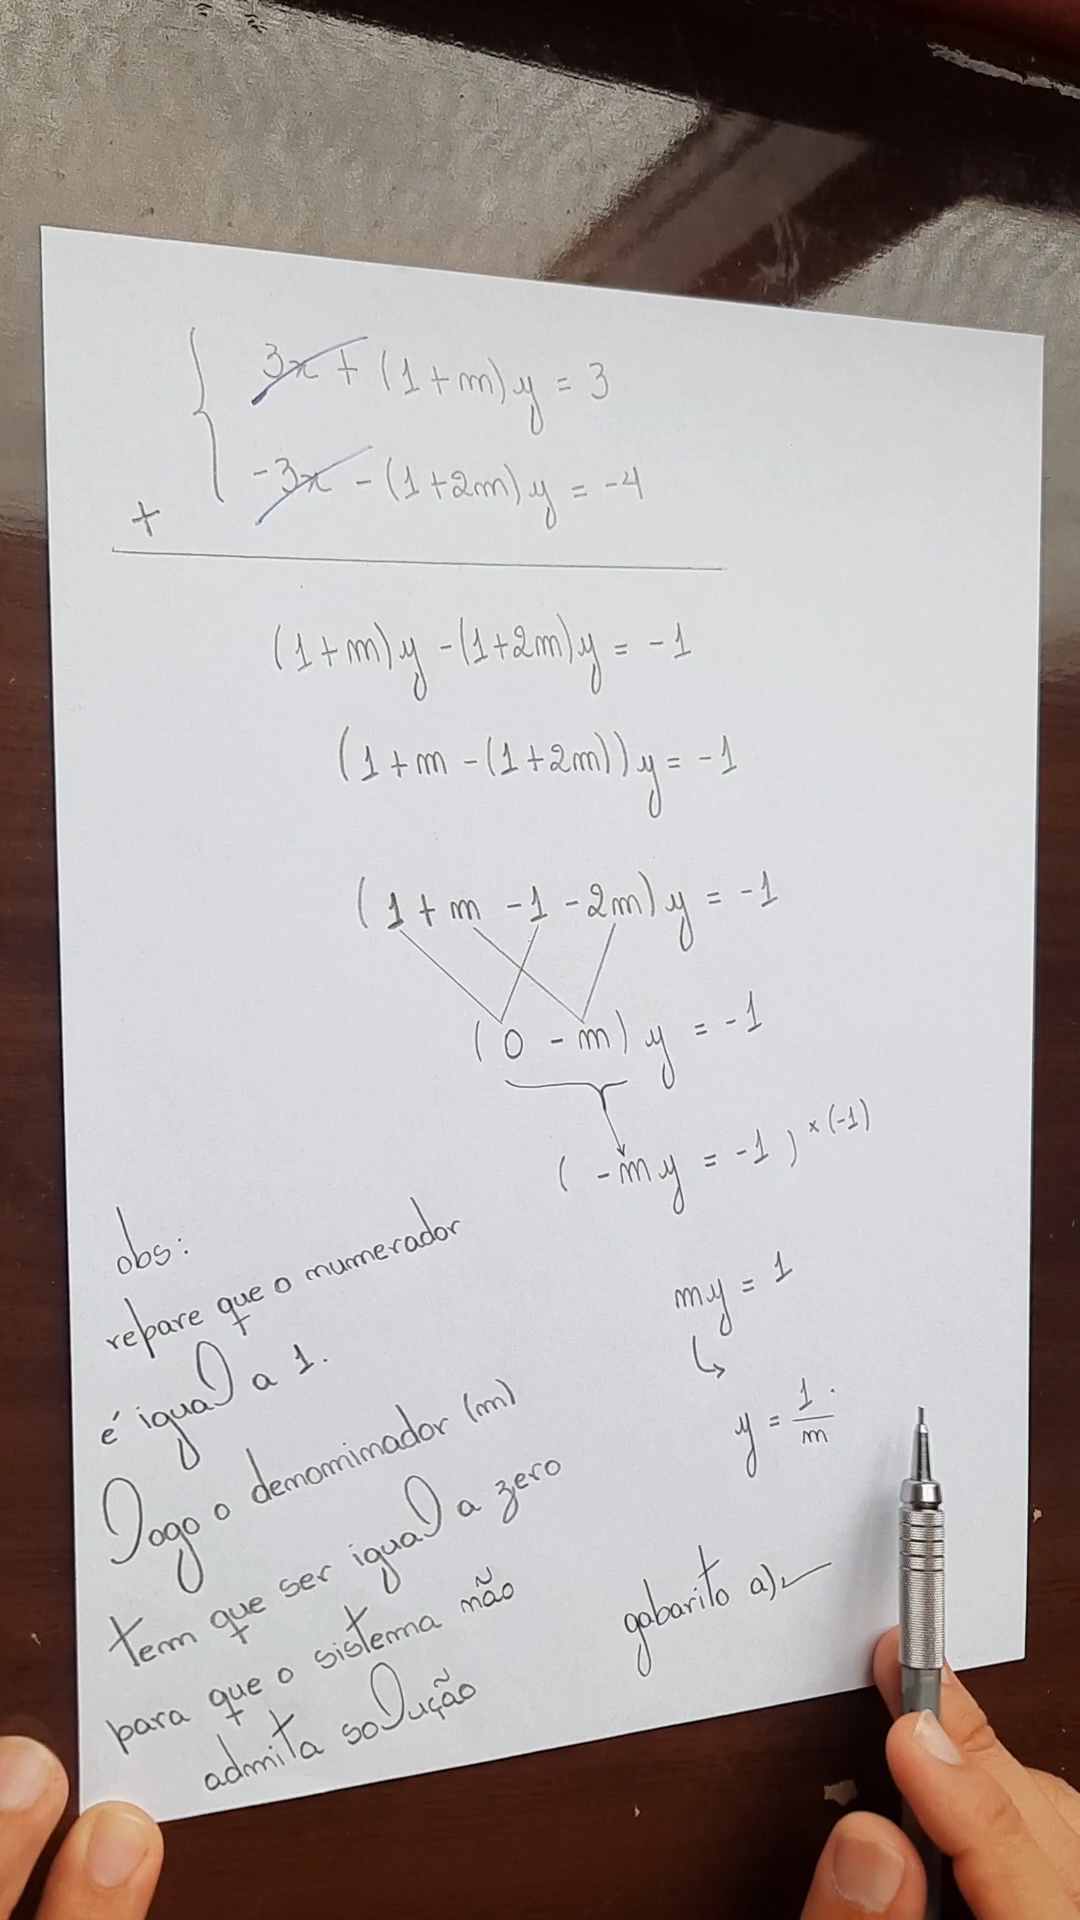 3x + (1+m)y = 3
-3x - (1+2m)y = -4
+
(1+m)y - (1+2m)y = -1
(1+m - (1+2m))y = -1
(1 + m - 1 - 2m)y = -1
(0 - m)y = -1
( - my = -1 ) × (-1)
my = 1
y = 1/m.
obs:
repare que o numerador
é igual a 1.
Logo o denominador (m)
tem que ser igual a zero
para que o sistema não
admita solução
gabarito a) ✓